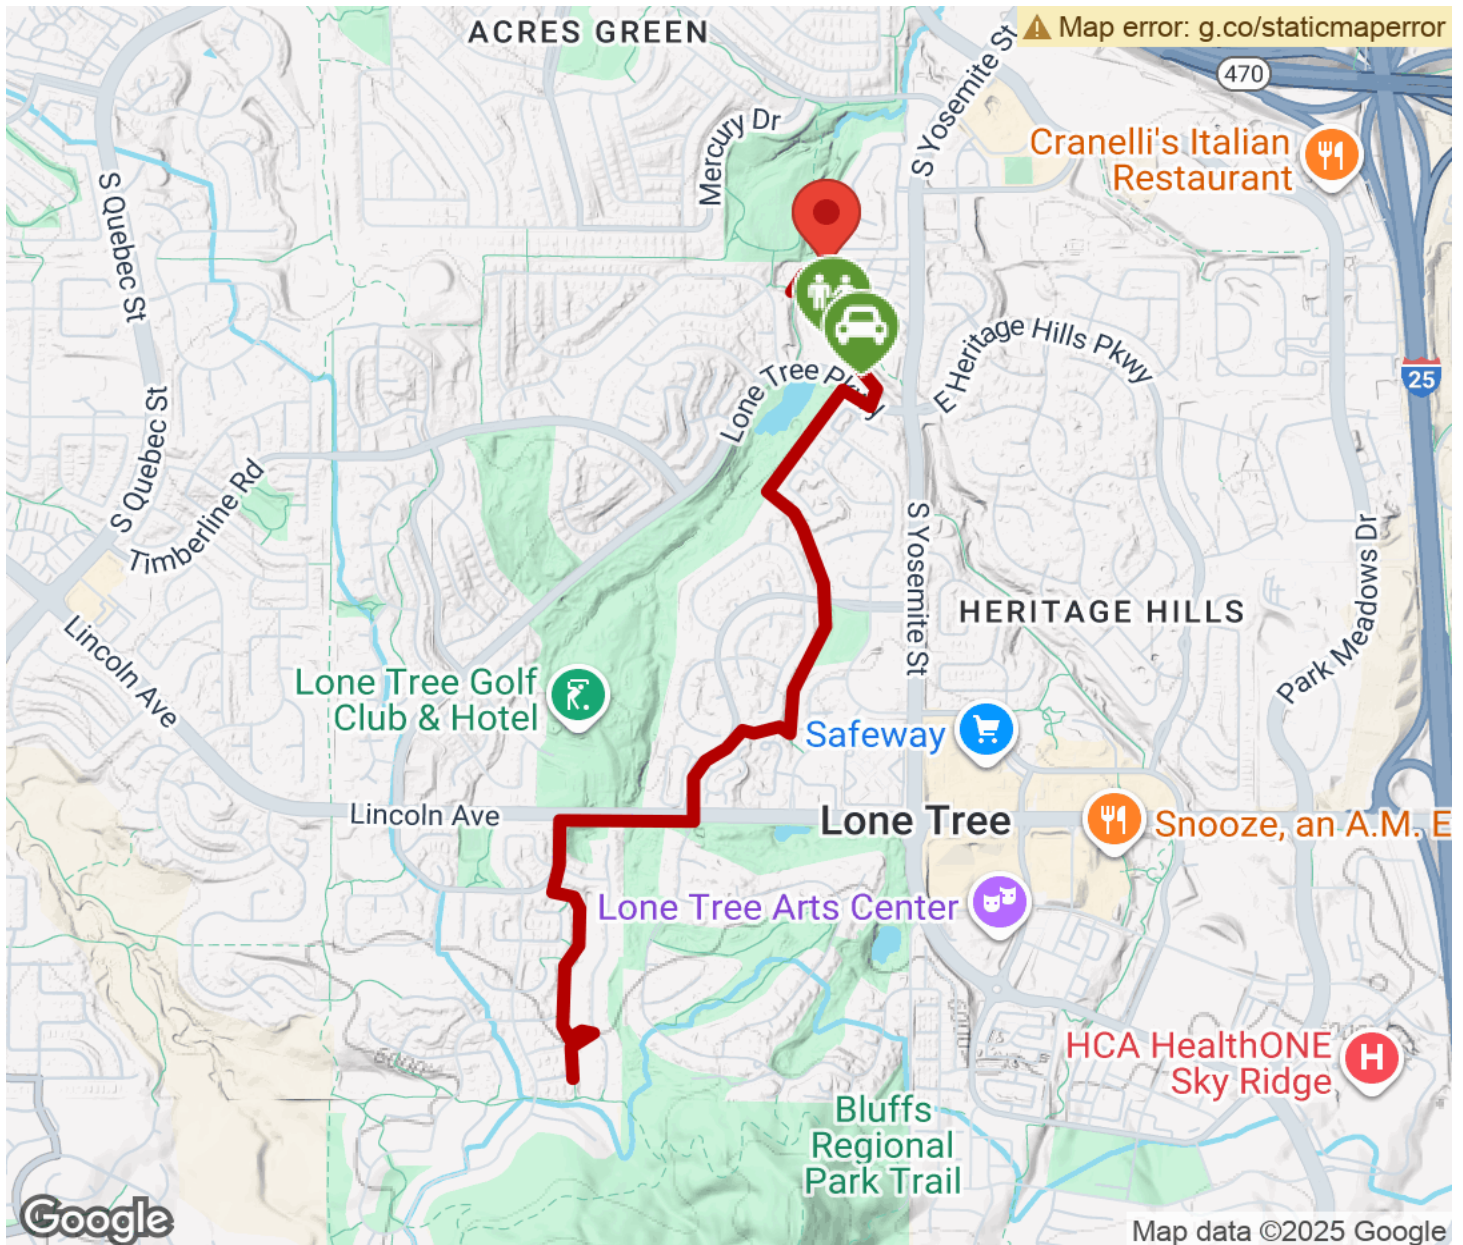 ACRES GREEN
Map error: g.co/staticmaperror
470
S Yosemite St
Mercury Dr
Cranelli's Italian
Restaurant
S Quebec St
E Heritage Hills Pkwy
25
Lone Tree Pkwy
S Quebec St
Timberline Rd
S Yosemite St
Park Meadows Dr
HERITAGE HILLS
Lincoln Ave
Lone Tree Golf
Club & Hotel
Safeway
Lincoln Ave
Lone Tree
Snooze, an A.M. E
Lone Tree Arts Center
HCA HealthONE
Sky Ridge
H
Bluffs
Regional
Park Trail
Google
Map data ©2025 Google